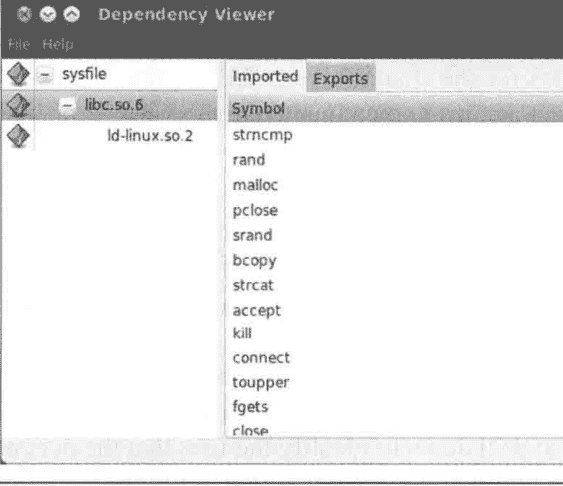 Dependency Viewer
File Help
sysfile
libc.so.6
ld-linux.so.2
Imported Exports
Symbol
strncmp
rand
malloc
pclose
srand
bcopy
strcat
accept
kill
connect
toupper
fgets
close